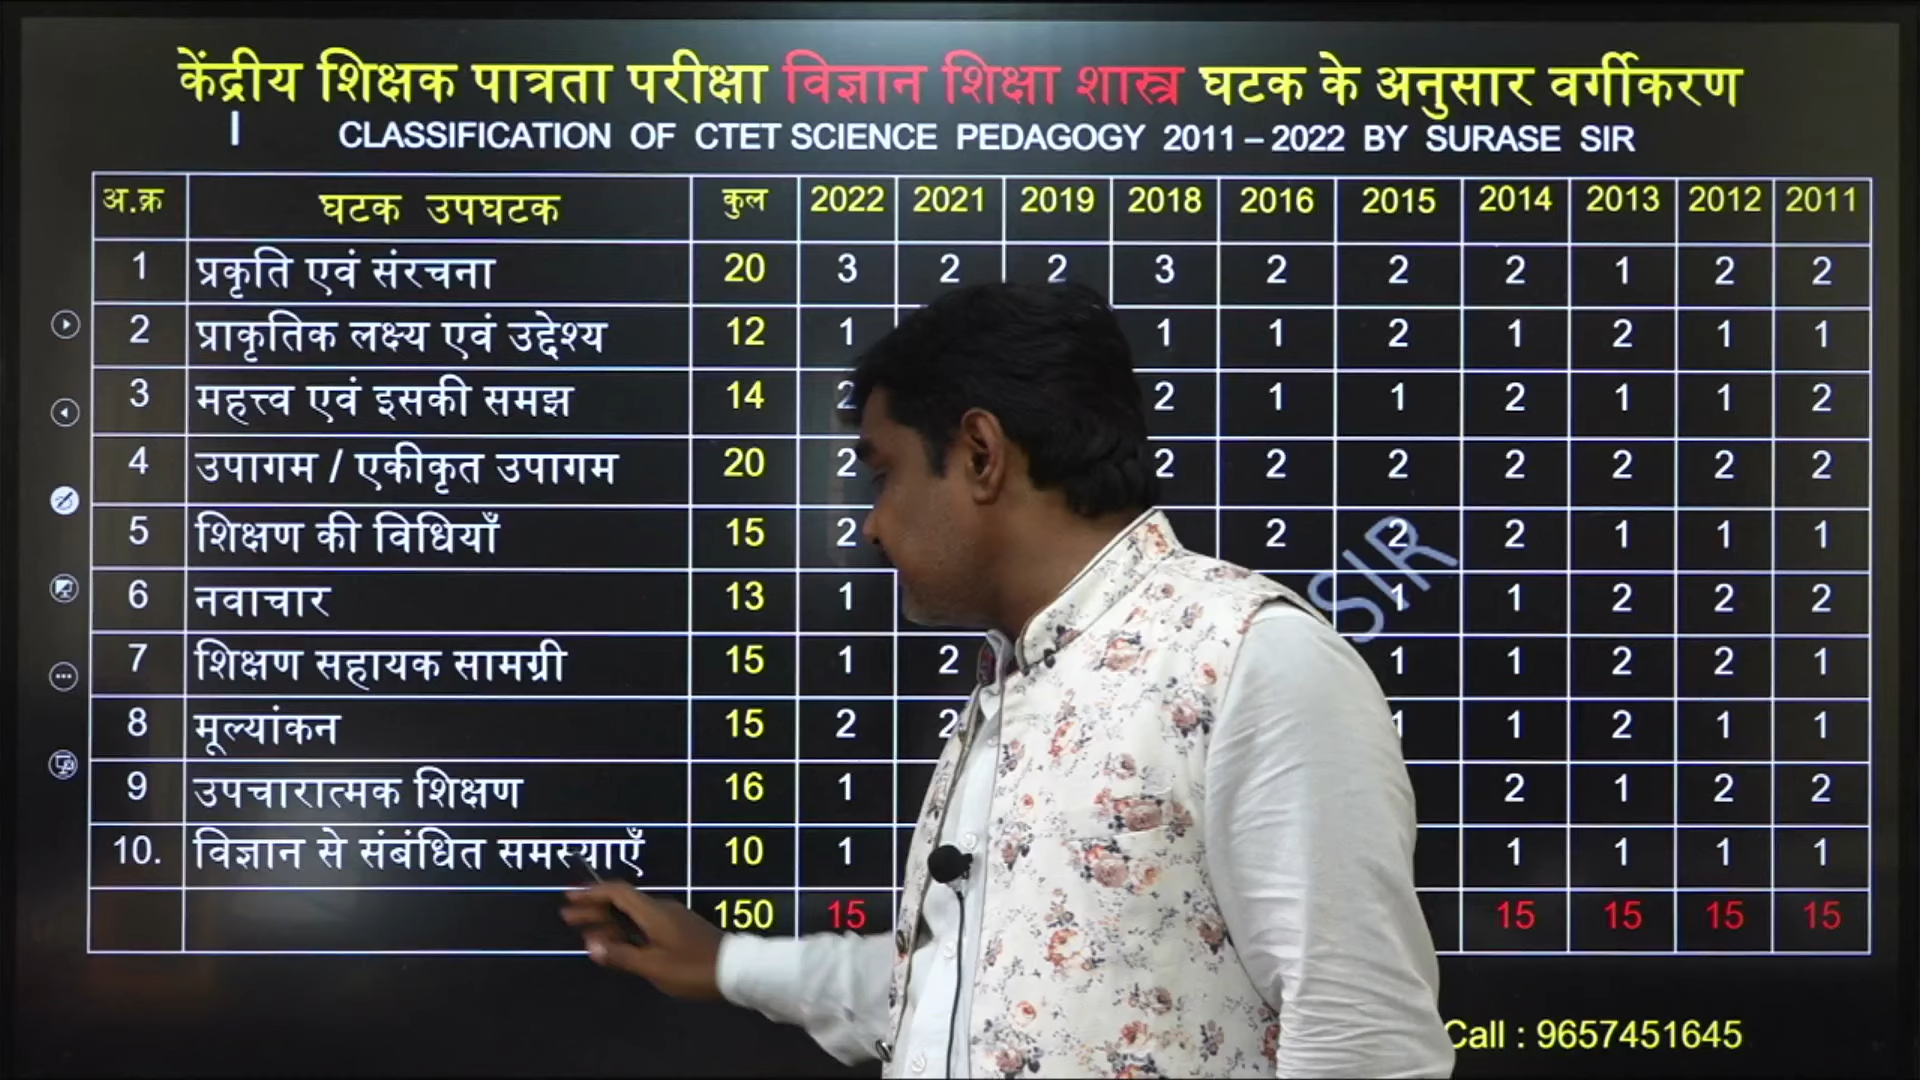 केंद्रीय शिक्षक पात्रता परीक्षा विज्ञान शिक्षा शास्त्र घटक के अनुसार वर्गीकरण
I CLASSIFICATION OF CTET SCIENCE PEDAGOGY 2011 – 2022 BY SURASE SIR
अ.क्र घटक उपघटक कुल 2022 2021 2019 2018 2016 2015 2014 2013 2012 2011
1 प्रकृति एवं संरचना 20 3 2 2 3 2 2 2 1 2 2
2 प्राकृतिक लक्ष्य एवं उद्देश्य 12 1 1 1 2 1 2 1 1
3 महत्त्व एवं इसकी समझ 14 2 2 1 1 2 1 1 2
4 उपागम / एकीकृत उपागम 20 2 2 2 2 2 2 2 2
5 शिक्षण की विधियाँ 15 2 2 2 2 1 1 1
6 नवाचार 13 1 1 1 2 2 2
7 शिक्षण सहायक सामग्री 15 1 2 1 1 2 2 1
8 मूल्यांकन 15 2 2 1 1 2 1 1
9 उपचारात्मक शिक्षण 16 1 2 1 2 2
10. विज्ञान से संबंधित समस्याएँ 10 1 1 1 1 1
150 15 15 15 15 15
SIR
Call : 9657451645